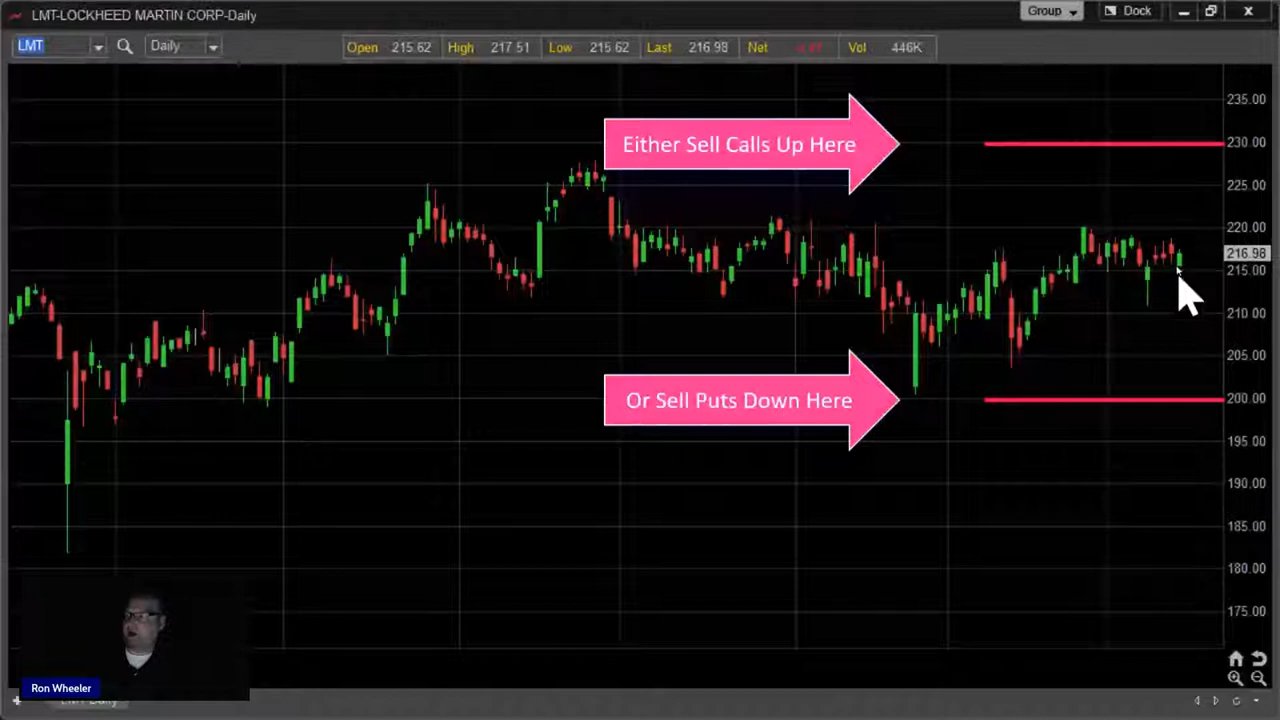 LMT-LOCKHEED MARTIN CORP-Daily
Group
Dock
LMT
Daily
Open 215.62 High 217.51 Low 215.62 Last 216.98 Net
Vol 446K
235.00
Either Sell Calls Up Here
230.00
225.00
220.00
216.98
215.00
210.00
205.00
Or Sell Puts Down Here
200.00
195.00
190.00
185.00
180.00
175.00
Ron Wheeler
LMT-Daily